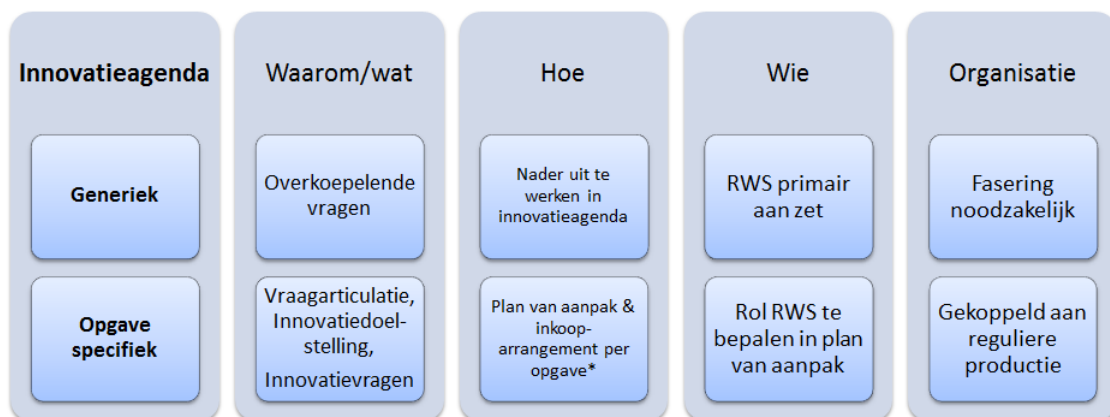 Innovatieagenda
Waarom/wat
Hoe
Wie
Organisatie
Generiek
Overkoepelende
vragen
Nader uit te
werken in
innovatieagenda
RWS primair
aan zet
Fasering
noodzakelijk
Opgave
specifiek
Vraagarticulatie,
Innovatiedoel-
stelling,
Innovatievragen
Plan van aanpak &
inkoop-
arrangement per
opgave*
Rol RWS te
bepalen in plan
van aanpak
Gekoppeld aan
reguliere
productie